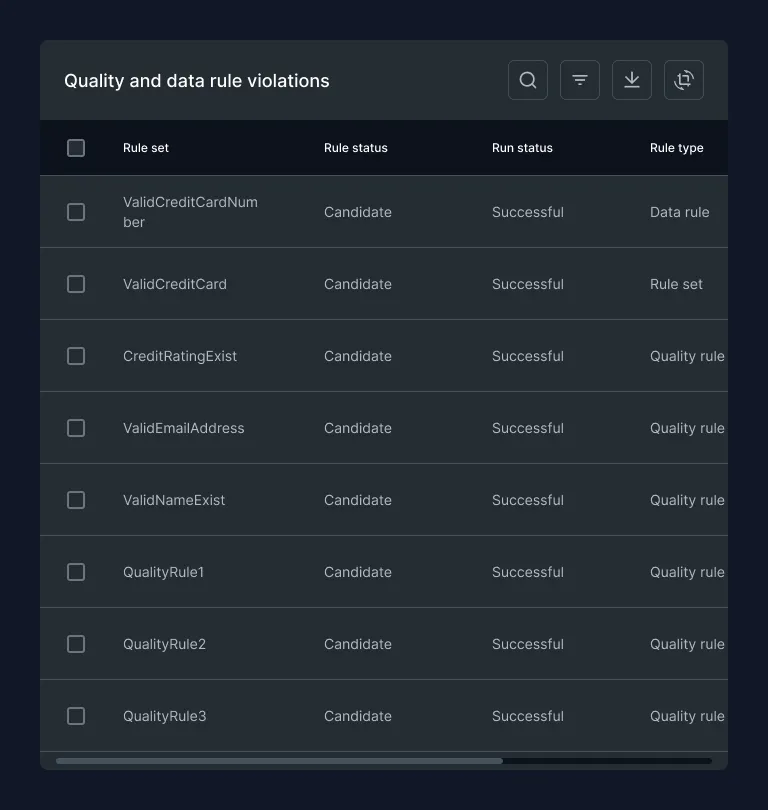 Quality and data rule violations
Rule set Rule status Run status Rule type
ValidCreditCardNum
ber Candidate Successful Data rule
ValidCreditCard Candidate Successful Rule set
CreditRatingExist Candidate Successful Quality rule
ValidEmailAddress Candidate Successful Quality rule
ValidNameExist Candidate Successful Quality rule
QualityRule1 Candidate Successful Quality rule
QualityRule2 Candidate Successful Quality rule
QualityRule3 Candidate Successful Quality rule